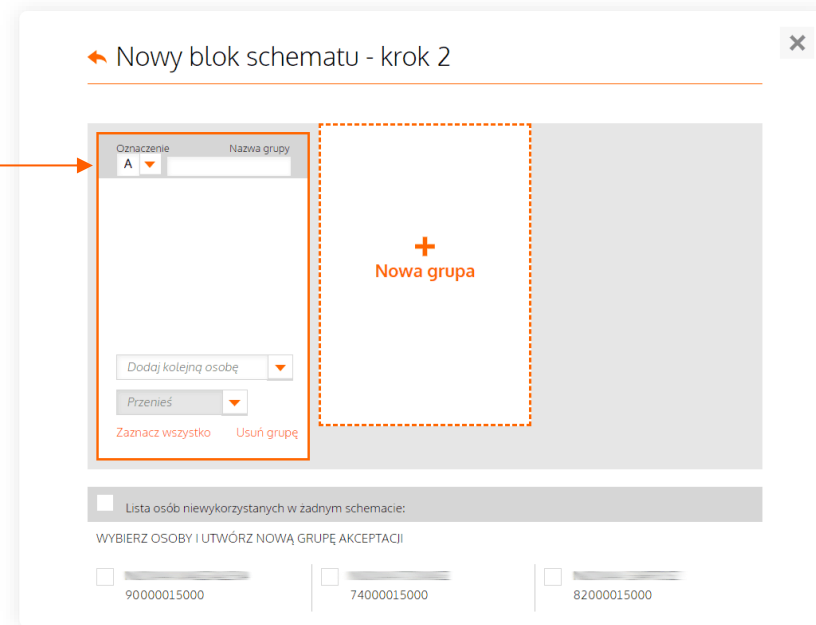 Nowy blok schematu - krok 2
Oznaczenie Nazwa grupy
A
Nowa grupa
Dodaj kolejną osobę
Przenieś
Zaznacz wszystko Usuń grupę
Lista osób niewykorzystanych w żadnym schemacie:
WYBIERZ OSOBY I UTWÓRZ NOWĄ GRUPĘ AKCEPTACJI
90000015000 74000015000 82000015000